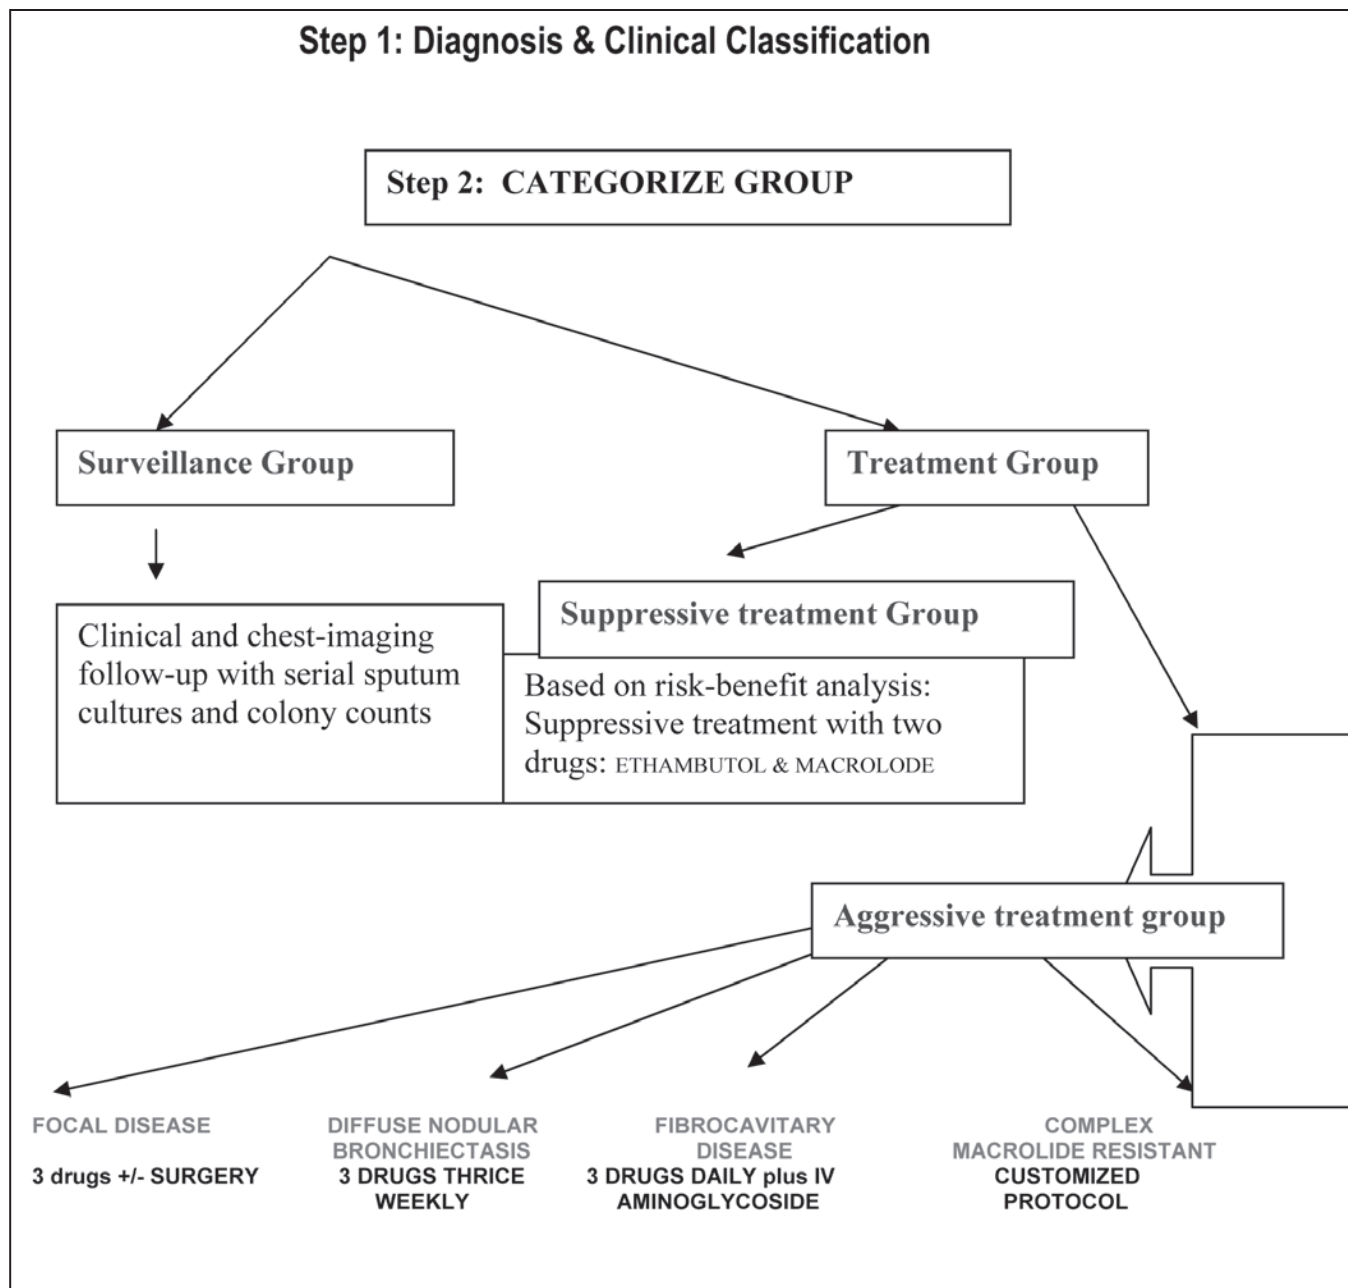 Step 1: Diagnosis & Clinical Classification
Step 2: CATEGORIZE GROUP
Surveillance Group
Treatment Group
Clinical and chest-imaging
follow-up with serial sputum
cultures and colony counts
Suppressive treatment Group
Based on risk-benefit analysis:
Suppressive treatment with two
drugs: ETHAMBUTOL & MACROLODE
Aggressive treatment group
FOCAL DISEASE
3 drugs +/- SURGERY
DIFFUSE NODULAR
BRONCHIECTASIS
3 DRUGS THRICE
WEEKLY
FIBROCAVITARY
DISEASE
3 DRUGS DAILY plus IV
AMINOGLYCOSIDE
COMPLEX
MACROLIDE RESISTANT
CUSTOMIZED
PROTOCOL